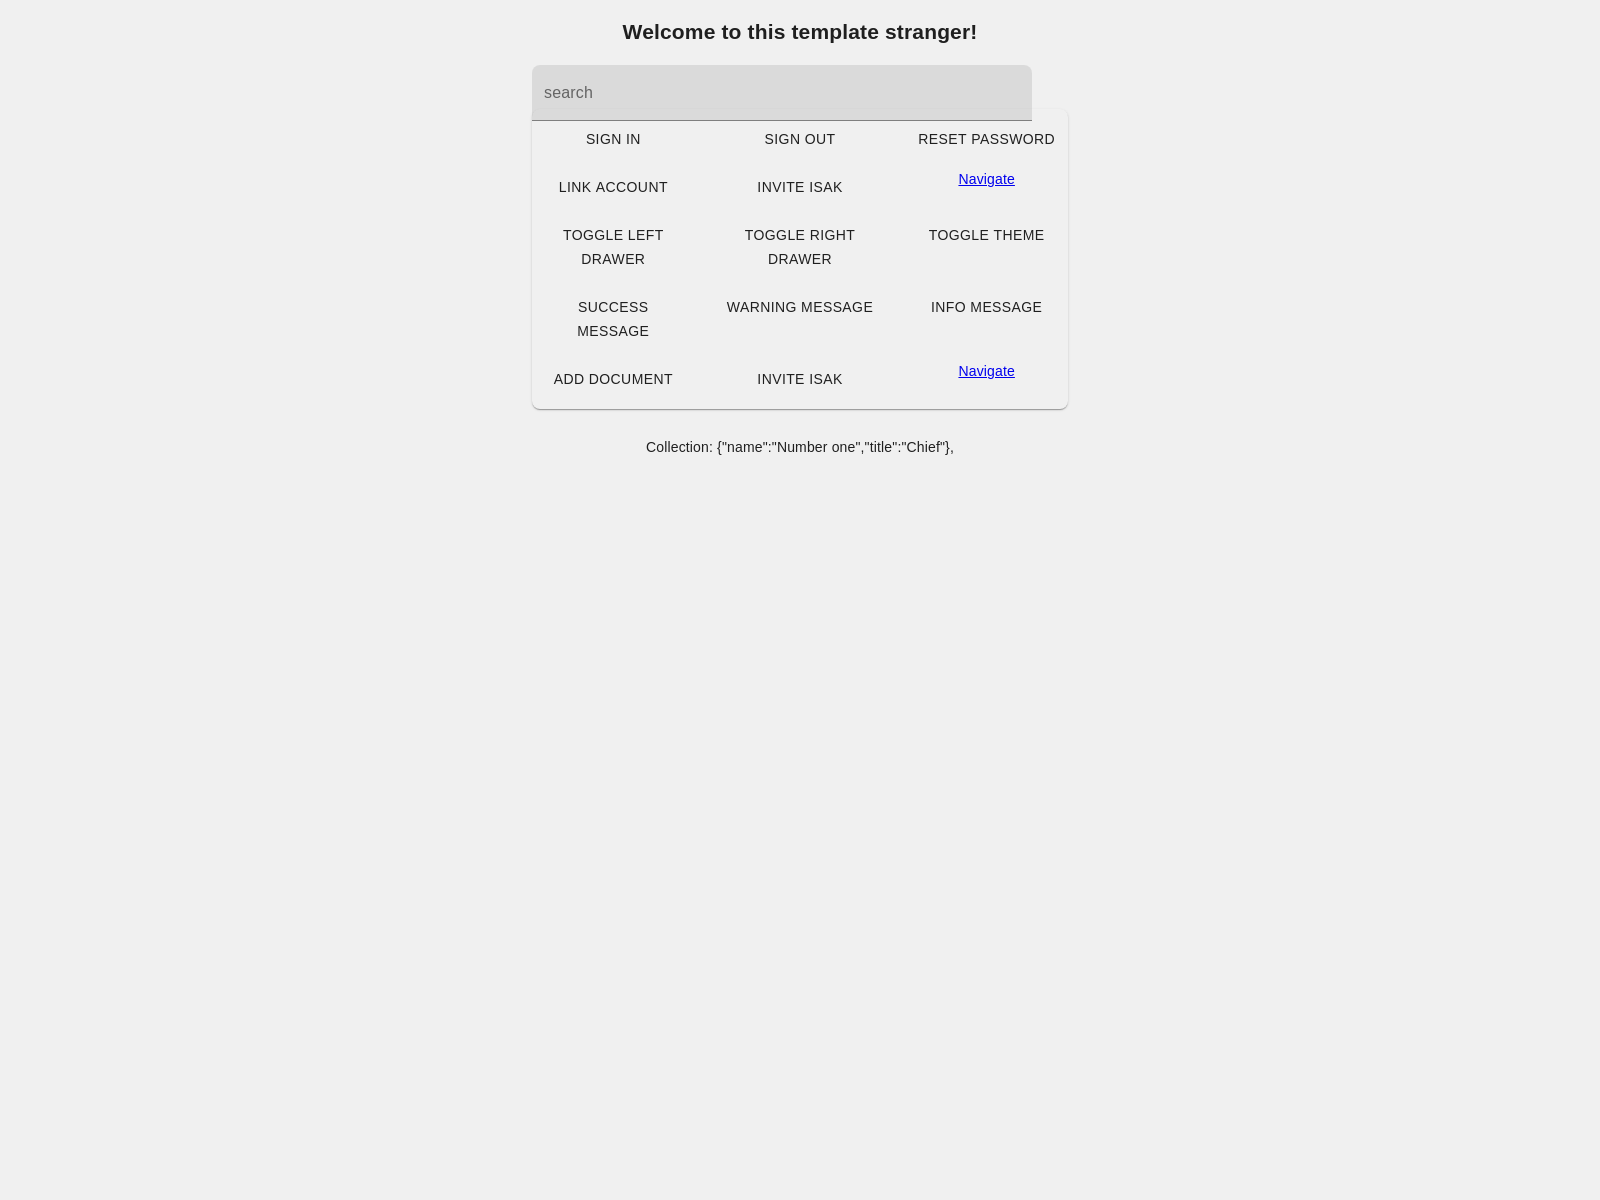 Welcome to this template stranger!
search
SIGN IN
SIGN OUT
RESET PASSWORD
LINK ACCOUNT
INVITE ISAK
Navigate
TOGGLE LEFT
DRAWER
TOGGLE RIGHT
DRAWER
TOGGLE THEME
SUCCESS
MESSAGE
WARNING MESSAGE
INFO MESSAGE
ADD DOCUMENT
INVITE ISAK
Navigate
Collection: {"name":"Number one","title":"Chief"},